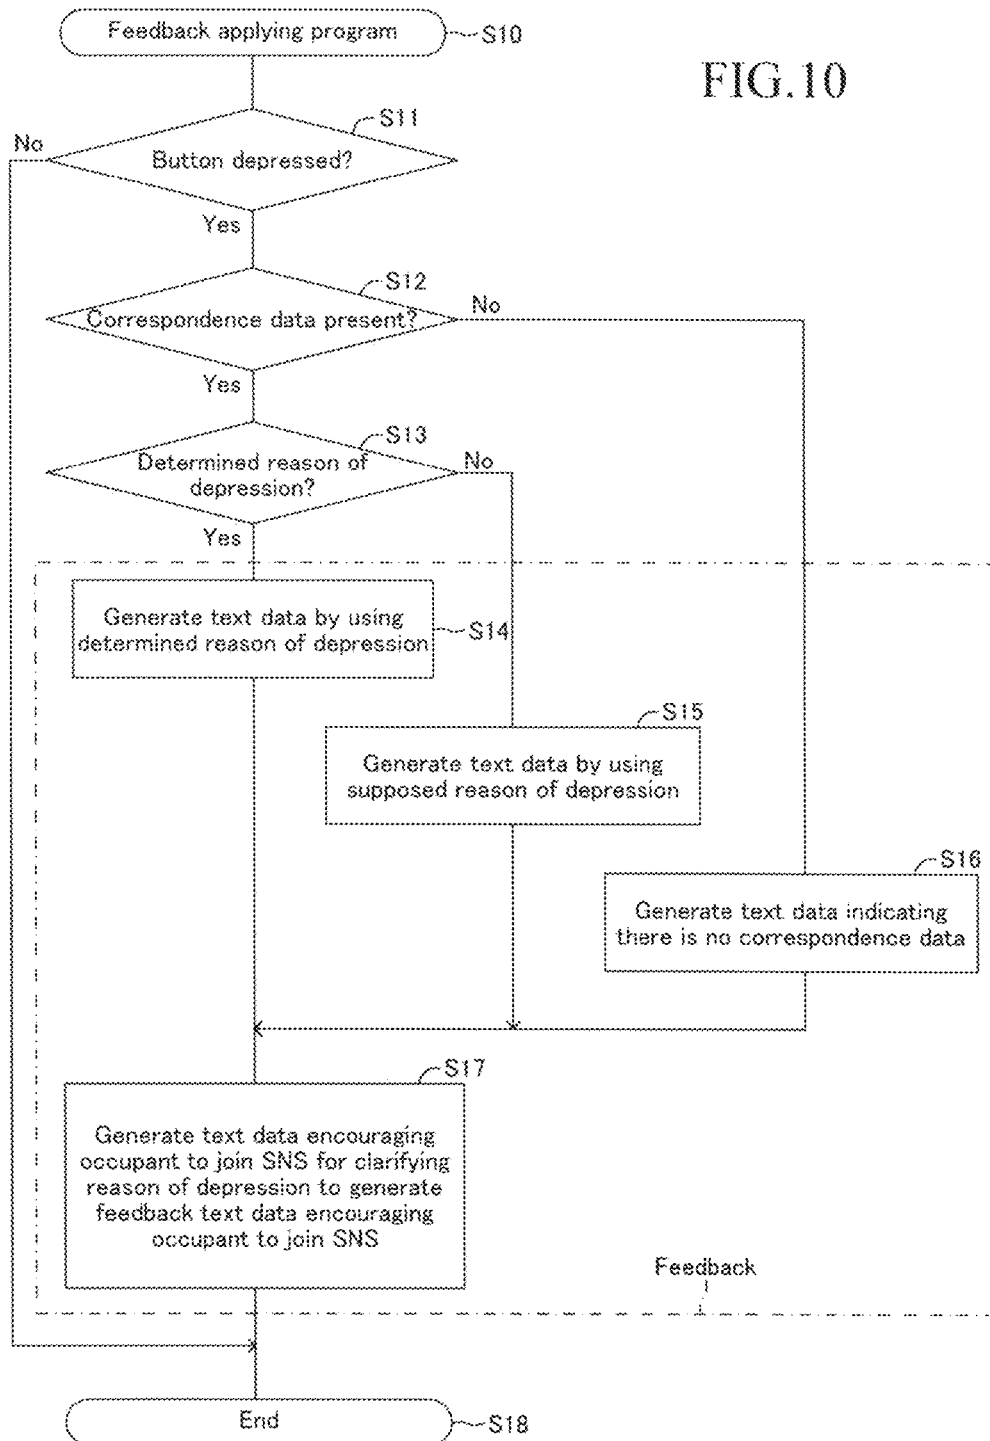 Feedback applying program
S10
FIG.10
S11
No
Button depressed?
Yes
S12
No
Correspondence data present?
Yes
S13
Determined reason of
depression?
No
Yes
Generate text data by using
determined reason of depression
S14
S15
Generate text data by using
supposed reason of depression
S16
Generate text data indicating
there is no correspondence data
S17
Generate text data encouraging
occupant to join SNS for clarifying
reason of depression to generate
feedback text data encouraging
occupant to join SNS
Feedback
End
S18